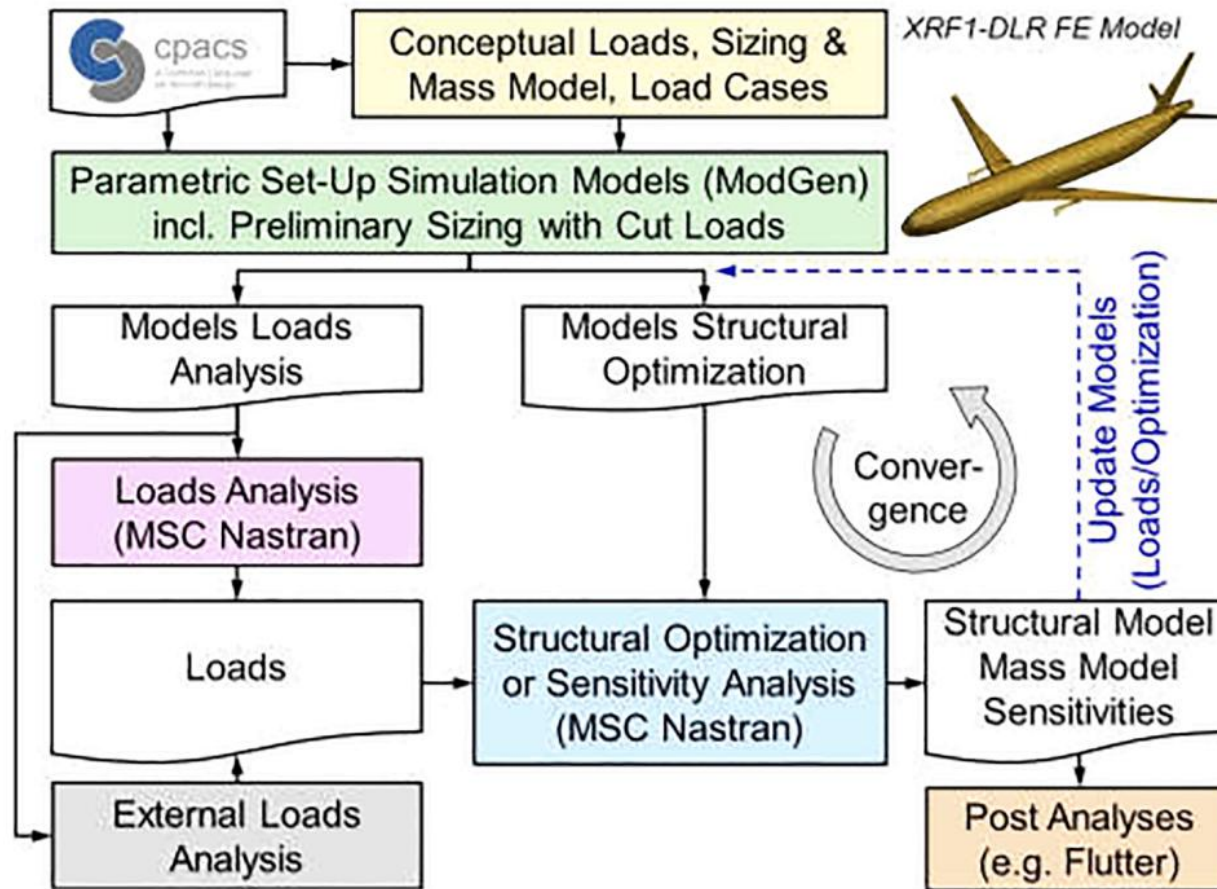 cpacs
Conceptual Loads, Sizing &
Mass Model, Load Cases
XRF1-DLR FE Model
Parametric Set-Up Simulation Models (ModGen)
incl. Preliminary Sizing with Cut Loads
Models Loads
Analysis
Models Structural
Optimization
Update Models
(Loads/Optimization)
Conver-
gence
Loads Analysis
(MSC Nastran)
Loads
Structural Optimization
or Sensitivity Analysis
(MSC Nastran)
Structural Model
Mass Model
Sensitivities
External Loads
Analysis
Post Analyses
(e.g. Flutter)